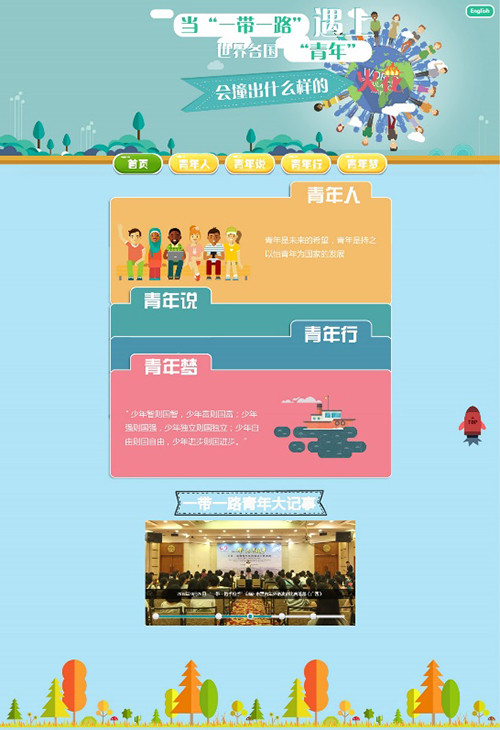 English
当“一带一路”遇上
世界各国“青年”
会撞出什么样的火花
首页 青年人 青年说 青年行 青年梦
青年人
青年是未来的希望，青年是持之
以恒青年为国家的发展
青年说
青年行
青年梦
“少年智则国智，少年富则国富；少年
强则国强，少年独立则国独立；少年自
由则国自由，少年进步则国进步。”
TOP
一带一路青年大记事